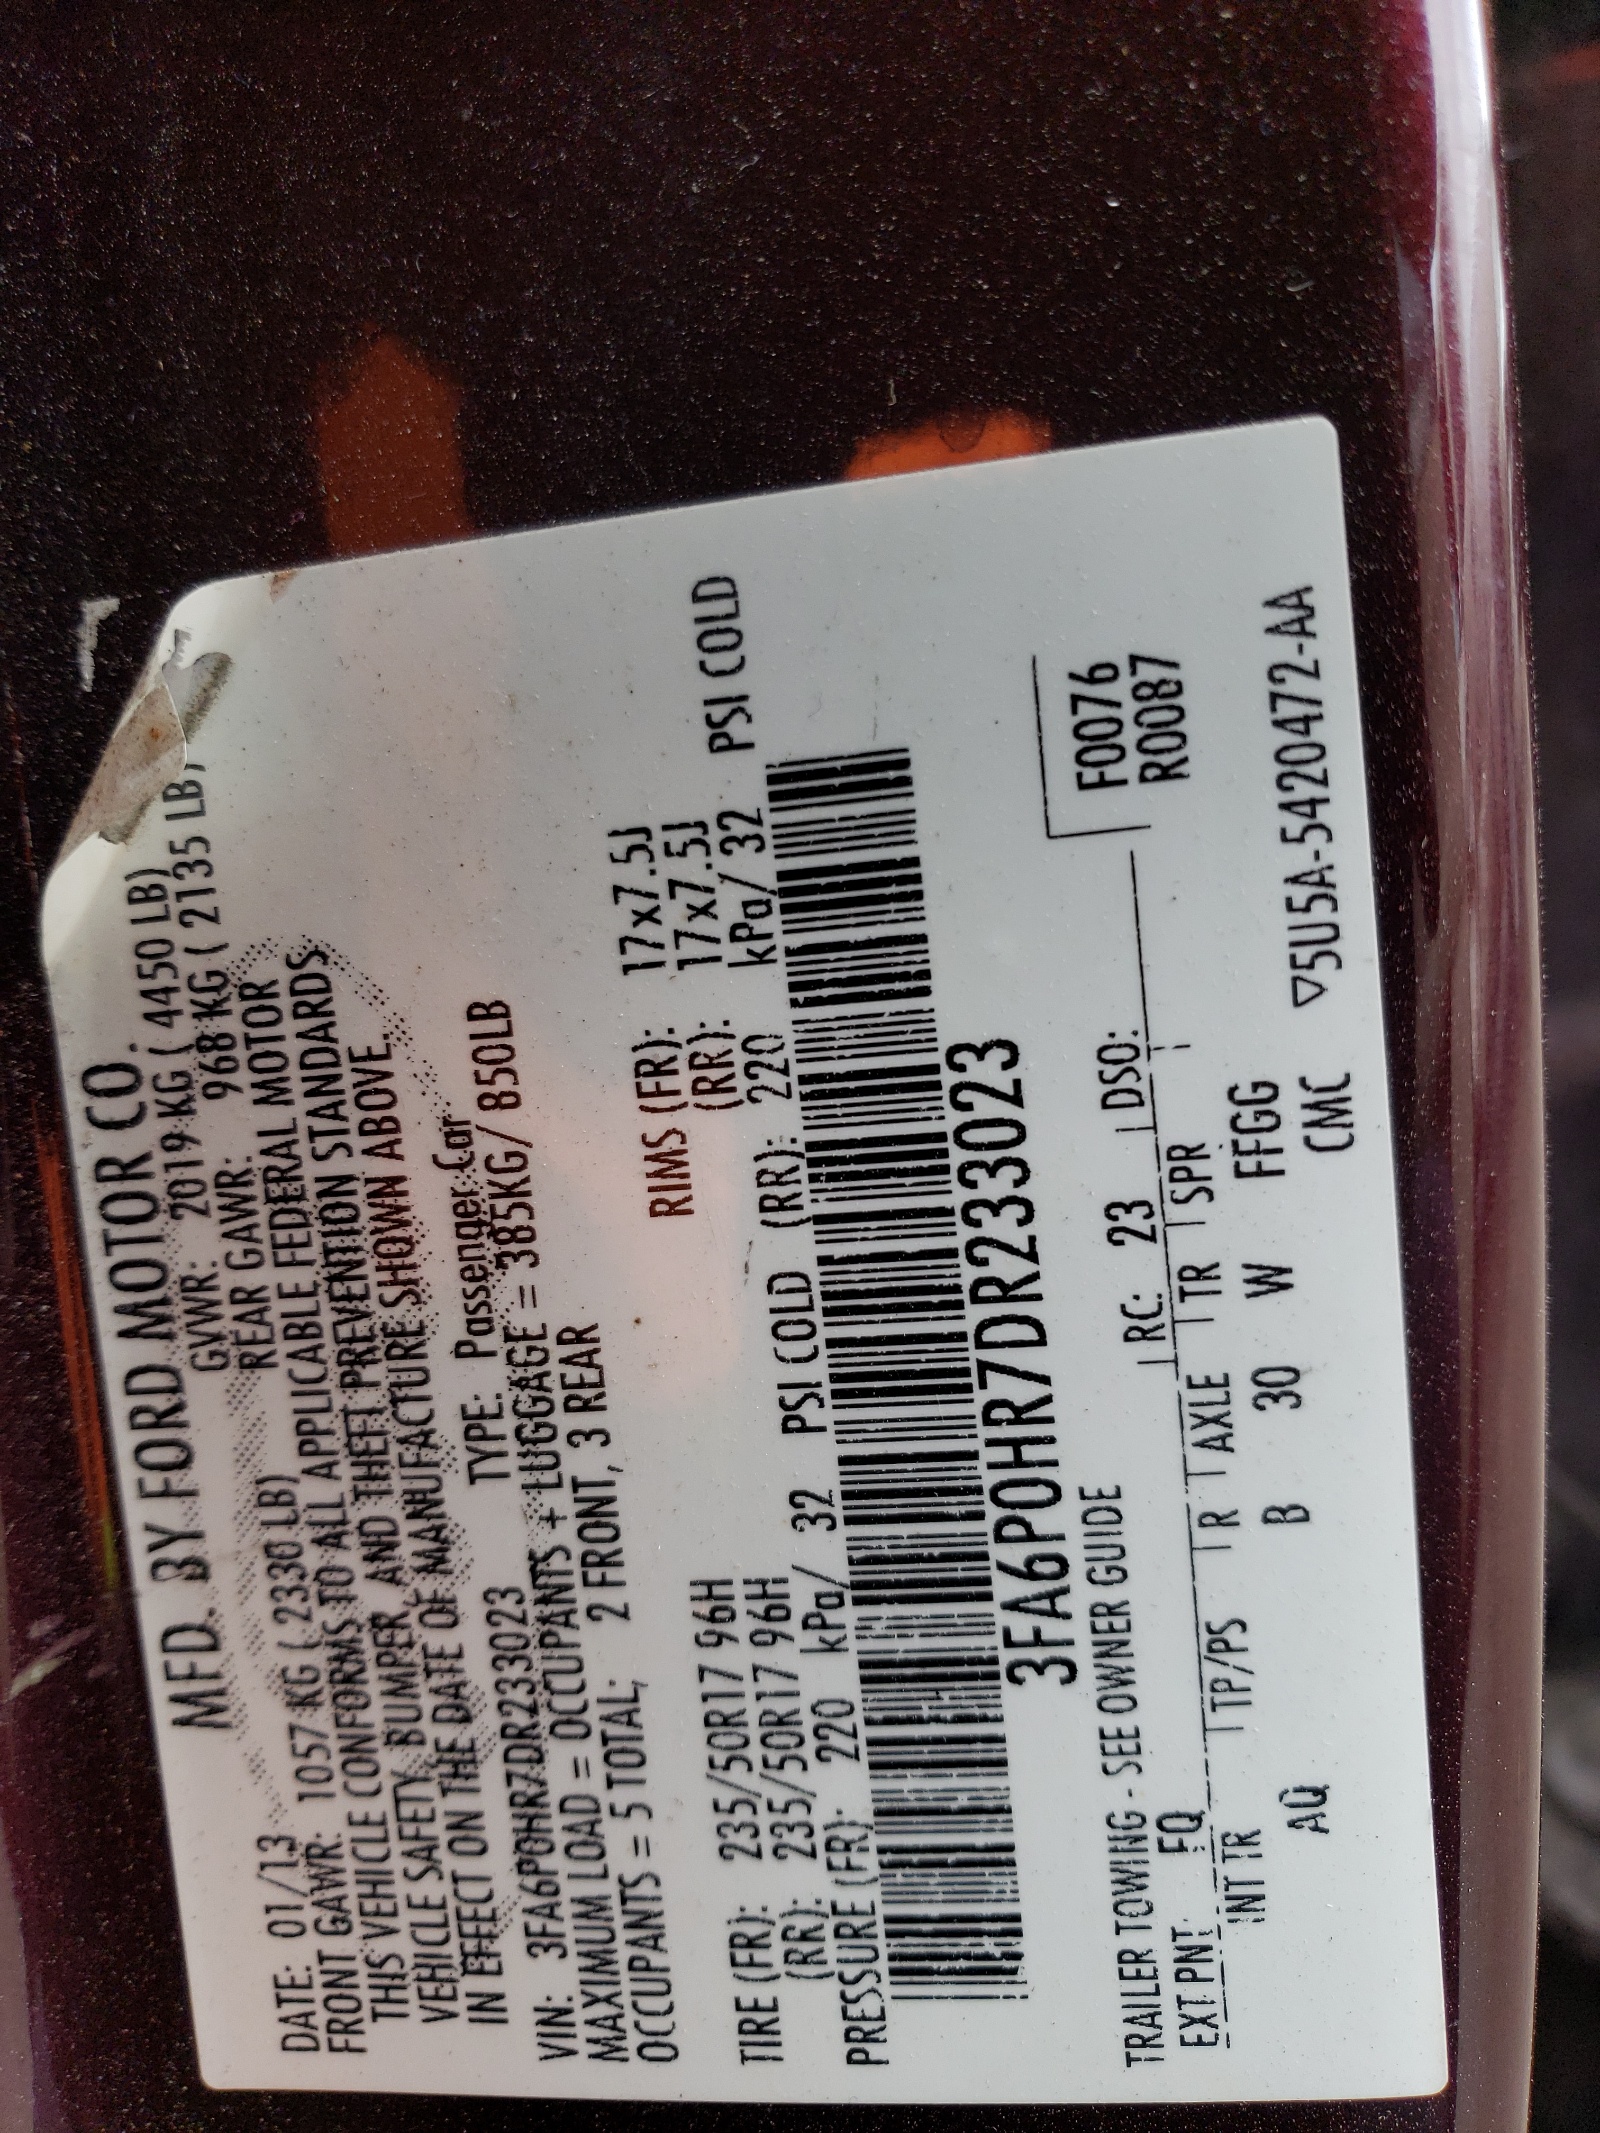 MFD. BY FORD MOTOR CO.
DATE: 01/13 GVWR: 2019 KG ( 4450 LB)
FRONT GAWR: 1057 KG ( 2330 LB) REAR GAWR: 968 KG ( 2135 LB)
THIS VEHICLE CONFORMS TO ALL APPLICABLE FEDERAL MOTOR
VEHICLE SAFETY, BUMPER, AND THEFT PREVENTION STANDARDS
IN EFFECT ON THE DATE OF MANUFACTURE SHOWN ABOVE.
VIN: 3FA6P0HR7DR233023 TYPE: Passenger Car
MAXIMUM LOAD = OCCUPANTS + LUGGAGE = 385KG/ 850LB
OCCUPANTS = 5 TOTAL; 2 FRONT, 3 REAR
TIRE (FR): 235/50R17 96H RIMS (FR): 17x7.5J
(RR): 235/50R17 96H (RR): 17x7.5J
PRESSURE (FR): 220 kPa/ 32 PSI COLD (RR): 220 kPa/ 32 PSI COLD
3FA6P0HR7DR233023
F0076
R0087
TRAILER TOWING - SEE OWNER GUIDE
EXT PNT: FQ RC: 23 DSO:
INT TR TP/PS R AXLE TR SPR
AQ B 30 W FFGG
CMC ▽5U5A-5420472-AA